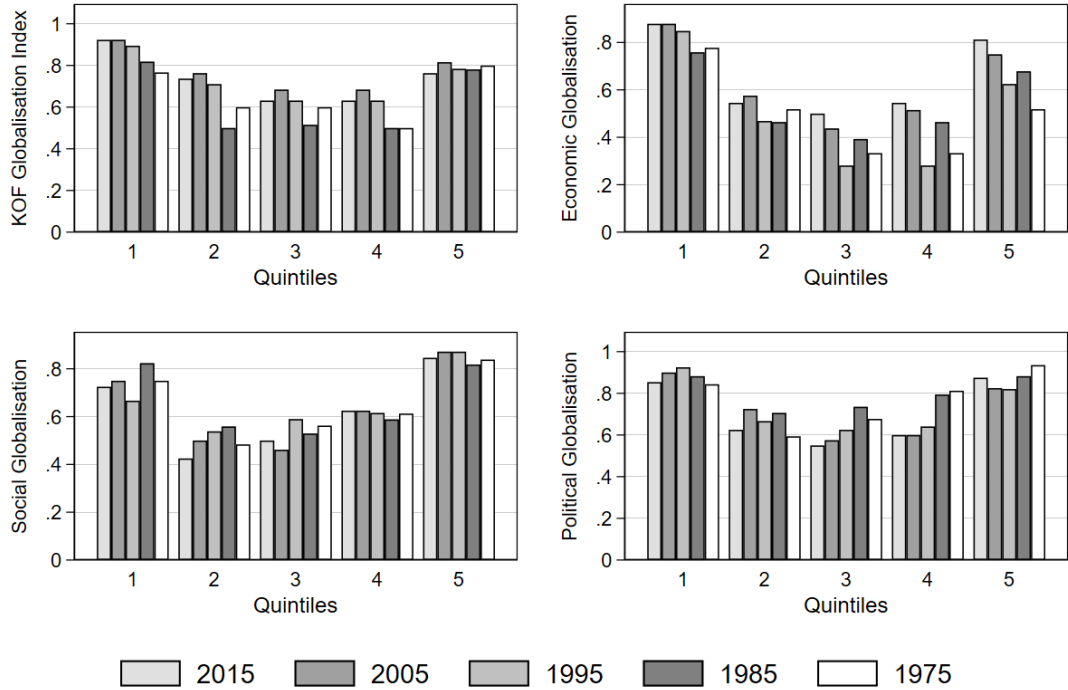 KOF Globalisation Index
1
.8
.6
.4
.2
0
1 2 3 4 5
Quintiles
Economic Globalisation
.8
.6
.4
.2
0
1 2 3 4 5
Quintiles
Social Globalisation
.8
.6
.4
.2
0
1 2 3 4 5
Quintiles
Political Globalisation
1
.8
.6
.4
.2
0
1 2 3 4 5
Quintiles
2015 2005 1995 1985 1975